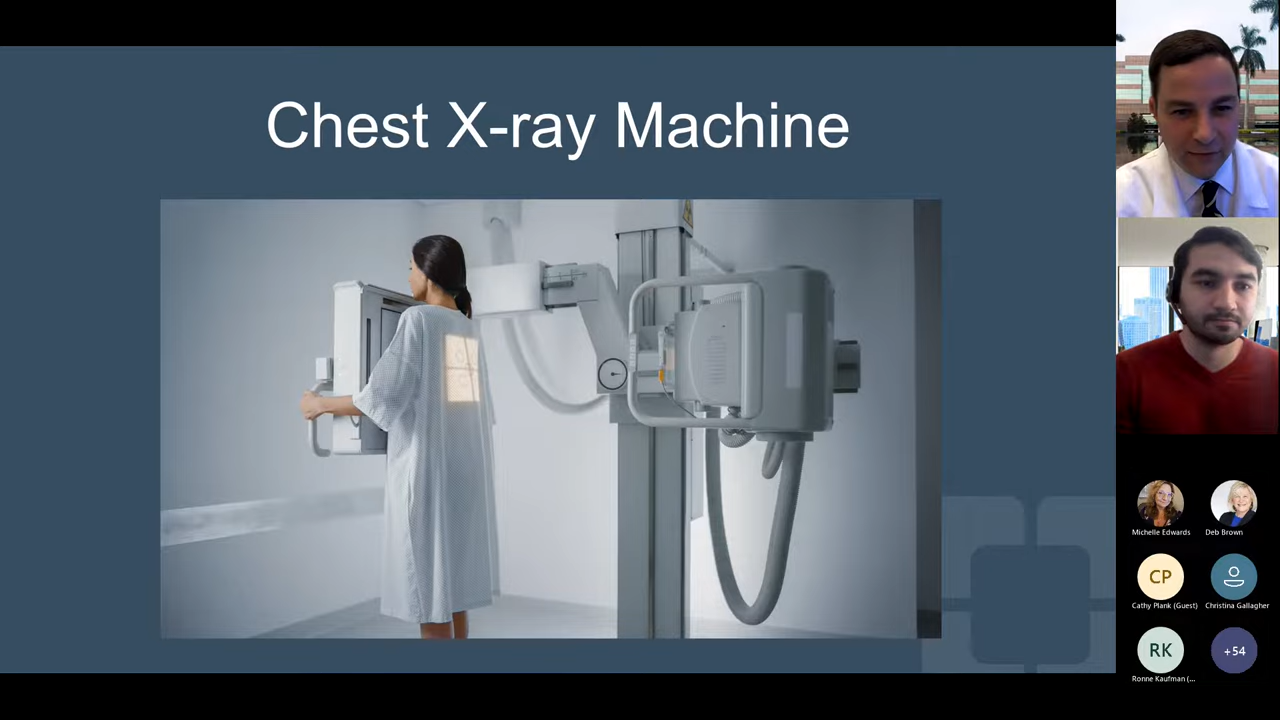 Chest X-ray Machine
Michelle Edwards
Deb Brown
CP
Cathy Plank (Guest)
Christina Gallagher
RK
+54
Ronne Kaufman (...